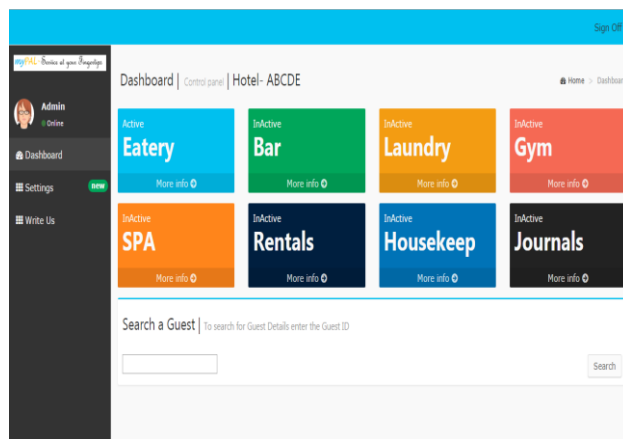 Sign Off
myPAL - Service at your Fingertips
Dashboard | Control panel | Hotel- ABCDE
Home > Dashboar
Admin
Online
Dashboard
Settings new
Write Us
Active
Eatery
More info
InActive
Bar
More info
InActive
Laundry
More info
InActive
Gym
More info
InActive
SPA
More info
InActive
Rentals
More info
InActive
Housekeep
More info
InActive
Journals
More info
Search a Guest | To search for Guest Details enter the Guest ID
Search